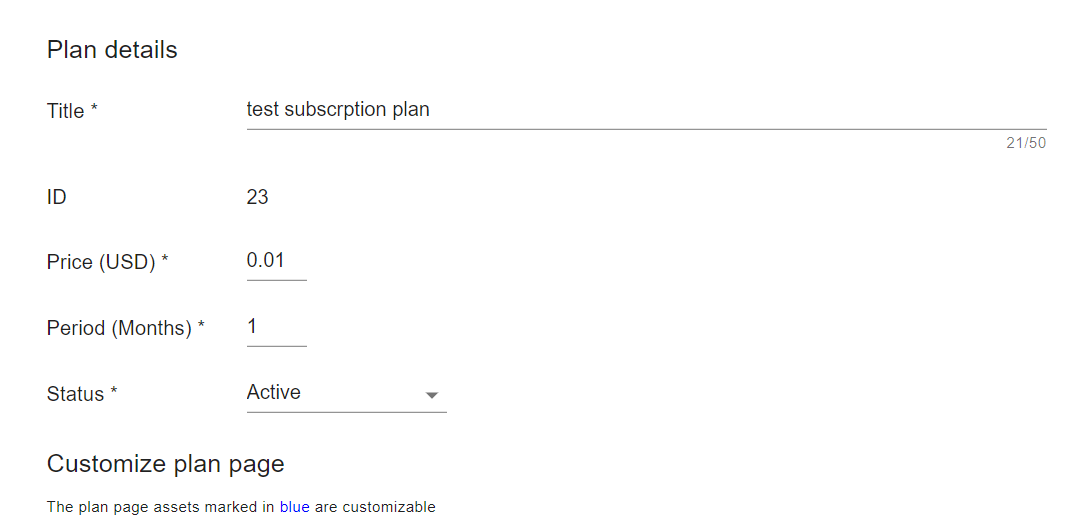 Plan details
Title * test subscrption plan
21/50
ID 23
Price (USD) * 0.01
Period (Months) * 1
Status * Active
Customize plan page
The plan page assets marked in blue are customizable